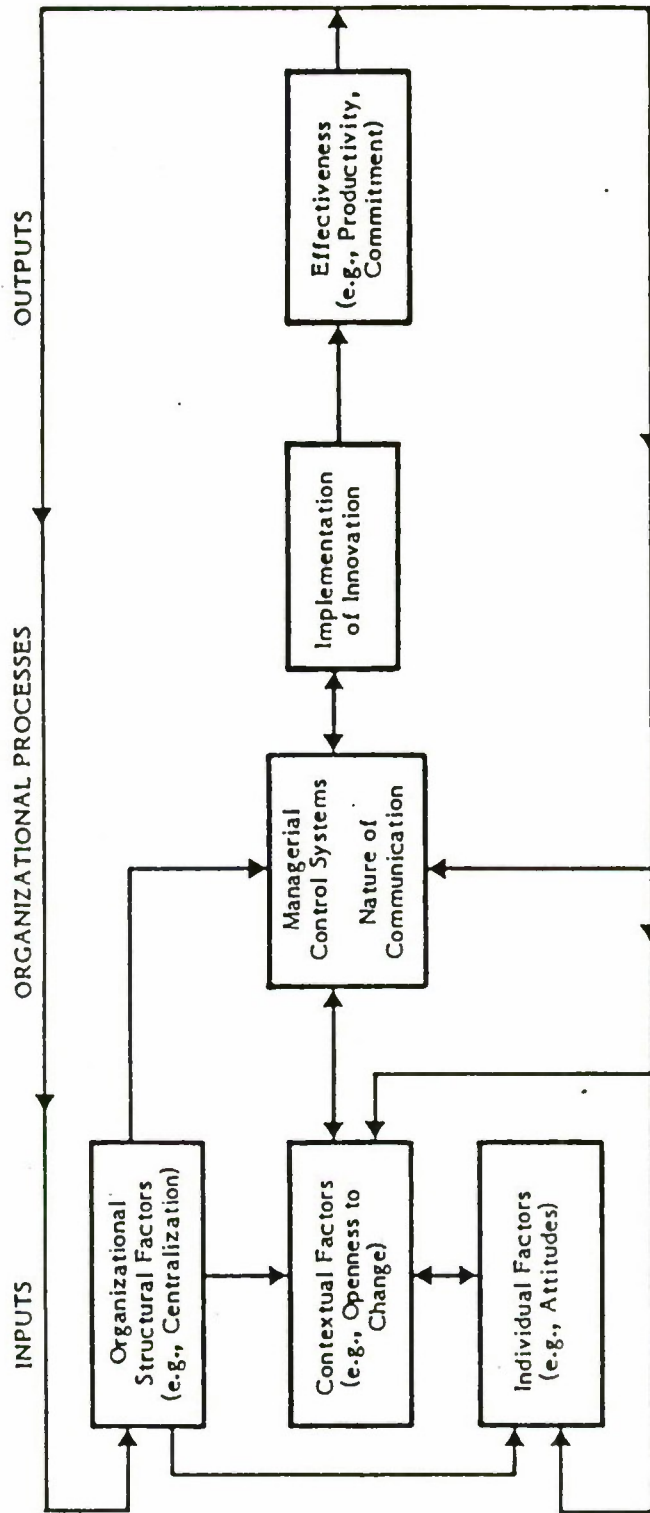 INPUTS
ORGANIZATIONAL PROCESSES
OUTPUTS
Organizational
Structural Factors
(e.g., Centralization)
Contextual Factors
(e.g., Openness to
Change)
Individual Factors
(e.g., Attitudes)
Managerial
Control Systems
Nature of
Communication
Implementation
of Innovation
Effectiveness
(e.g., Productivity,
Commitment)